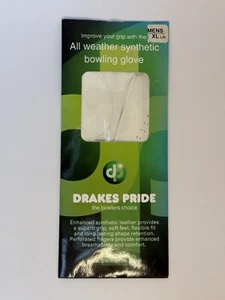 Improve your grip with the
All weather synthetic
bowling glove
MENS
XL LH
dp
DRAKES PRIDE
the bowlers choice
Enhanced synthetic leather provides
a superb grip, soft feel, flexible fit
and long lasting shape retention.
Perforated fingers provide enhanced
breathability and comfort.